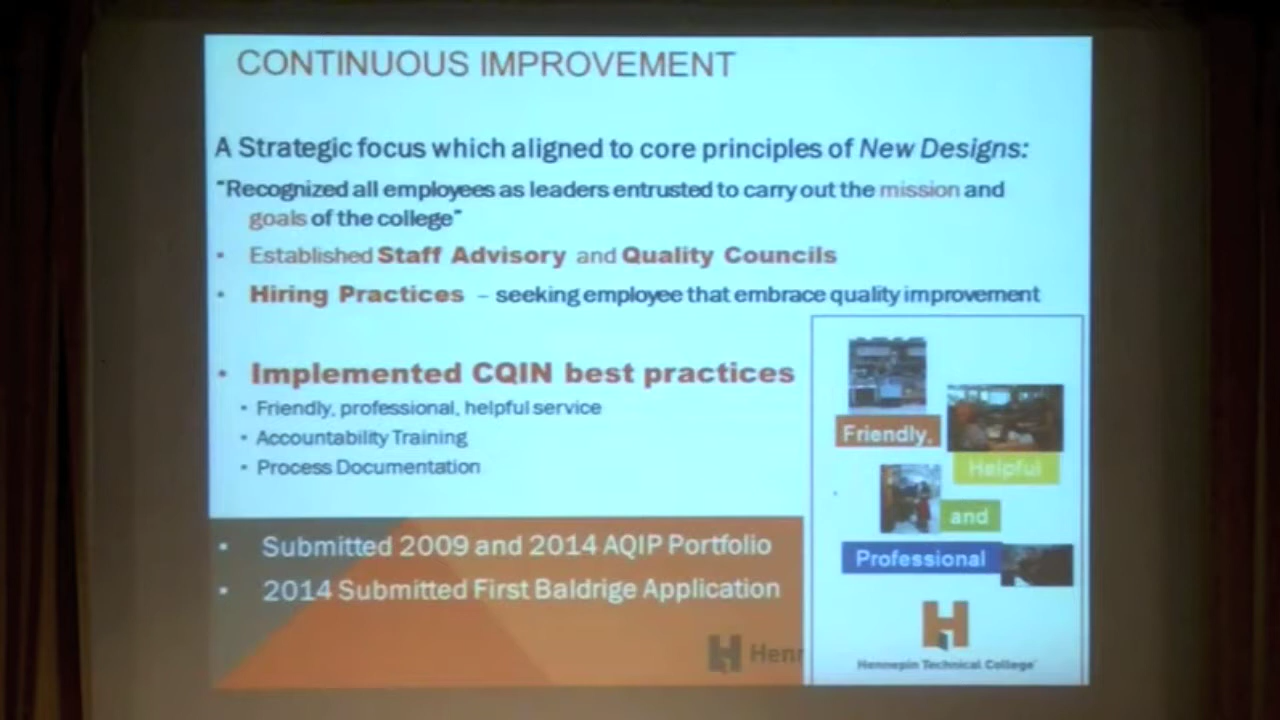 CONTINUOUS IMPROVEMENT
A Strategic focus which aligned to core principles of New Designs:
"Recognized all employees as leaders entrusted to carry out the mission and
goals of the college"
• Established Staff Advisory and Quality Councils
• Hiring Practices – seeking employee that embrace quality improvement
• Implemented CQIN best practices
• Friendly, professional, helpful service
• Accountability Training
• Process Documentation
• Submitted 2009 and 2014 AQIP Portfolio
• 2014 Submitted First Baldrige Application
Henn
Friendly,
Helpful
and
Professional
Hennepin Technical College